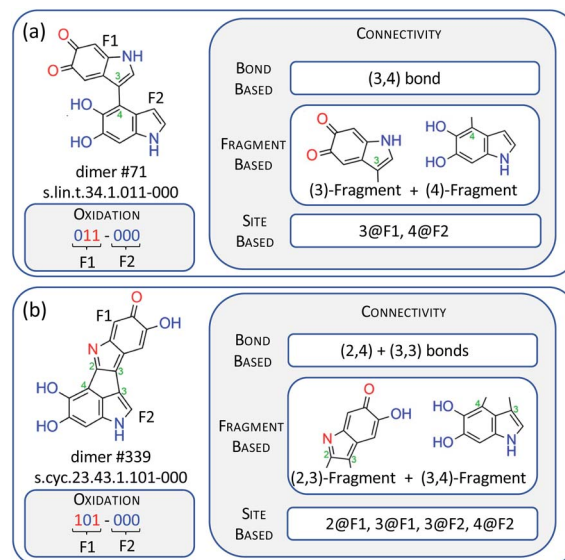 (a)
F1
O
O
NH
3
HO
4
F2
HO
N
H
dimer #71
s.lin.t.34.1.011-000
OXIDATION
011 - 000
F1 F2
CONNECTIVITY
BOND BASED
(3,4) bond
FRAGMENT BASED
O
O
NH
3
HO
4
HO
N
H
(3)-Fragment + (4)-Fragment
SITE BASED
3@F1, 4@F2
(b)
F1
O
OH
N
2
3
HO
4
3
HO
F2
N
H
dimer #339
s.cyc.23.43.1.101-000
OXIDATION
101 - 000
F1 F2
CONNECTIVITY
BOND BASED
(2,4) + (3,3) bonds
FRAGMENT BASED
O
OH
N
2
3
HO
4
3
HO
N
H
(2,3)-Fragment + (3,4)-Fragment
SITE BASED
2@F1, 3@F1, 3@F2, 4@F2